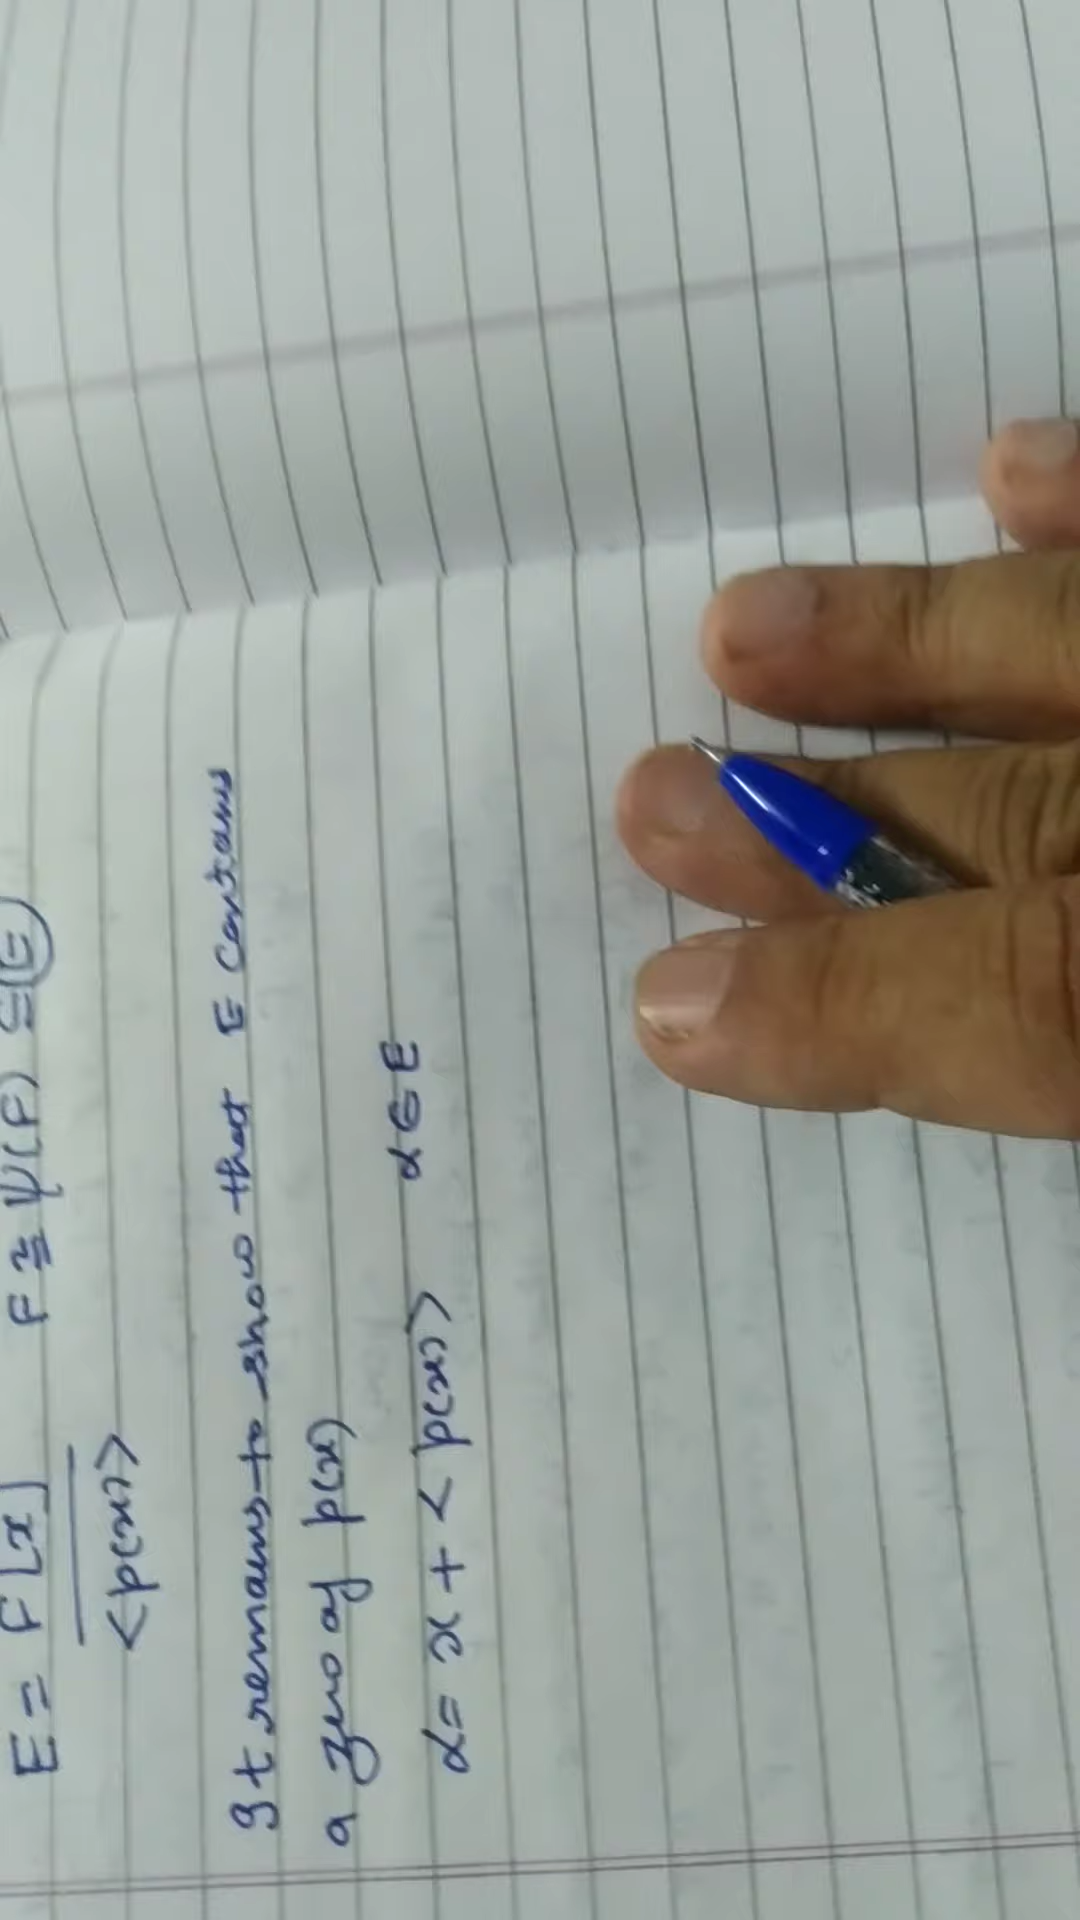 E = F[x] F ≅ ψ(F) ⊆ E
<p(x)>
It remains to show that E contains
a zero of p(x)
α = x + <p(x)> α ∈ E